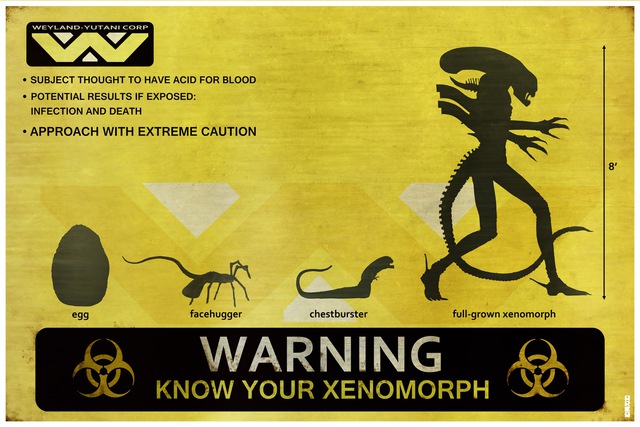 WEYLAND-YUTANI CORP
• SUBJECT THOUGHT TO HAVE ACID FOR BLOOD
• POTENTIAL RESULTS IF EXPOSED:
INFECTION AND DEATH
• APPROACH WITH EXTREME CAUTION
8'
egg
facehugger
chestburster
full-grown xenomorph
WARNING
KNOW YOUR XENOMORPH